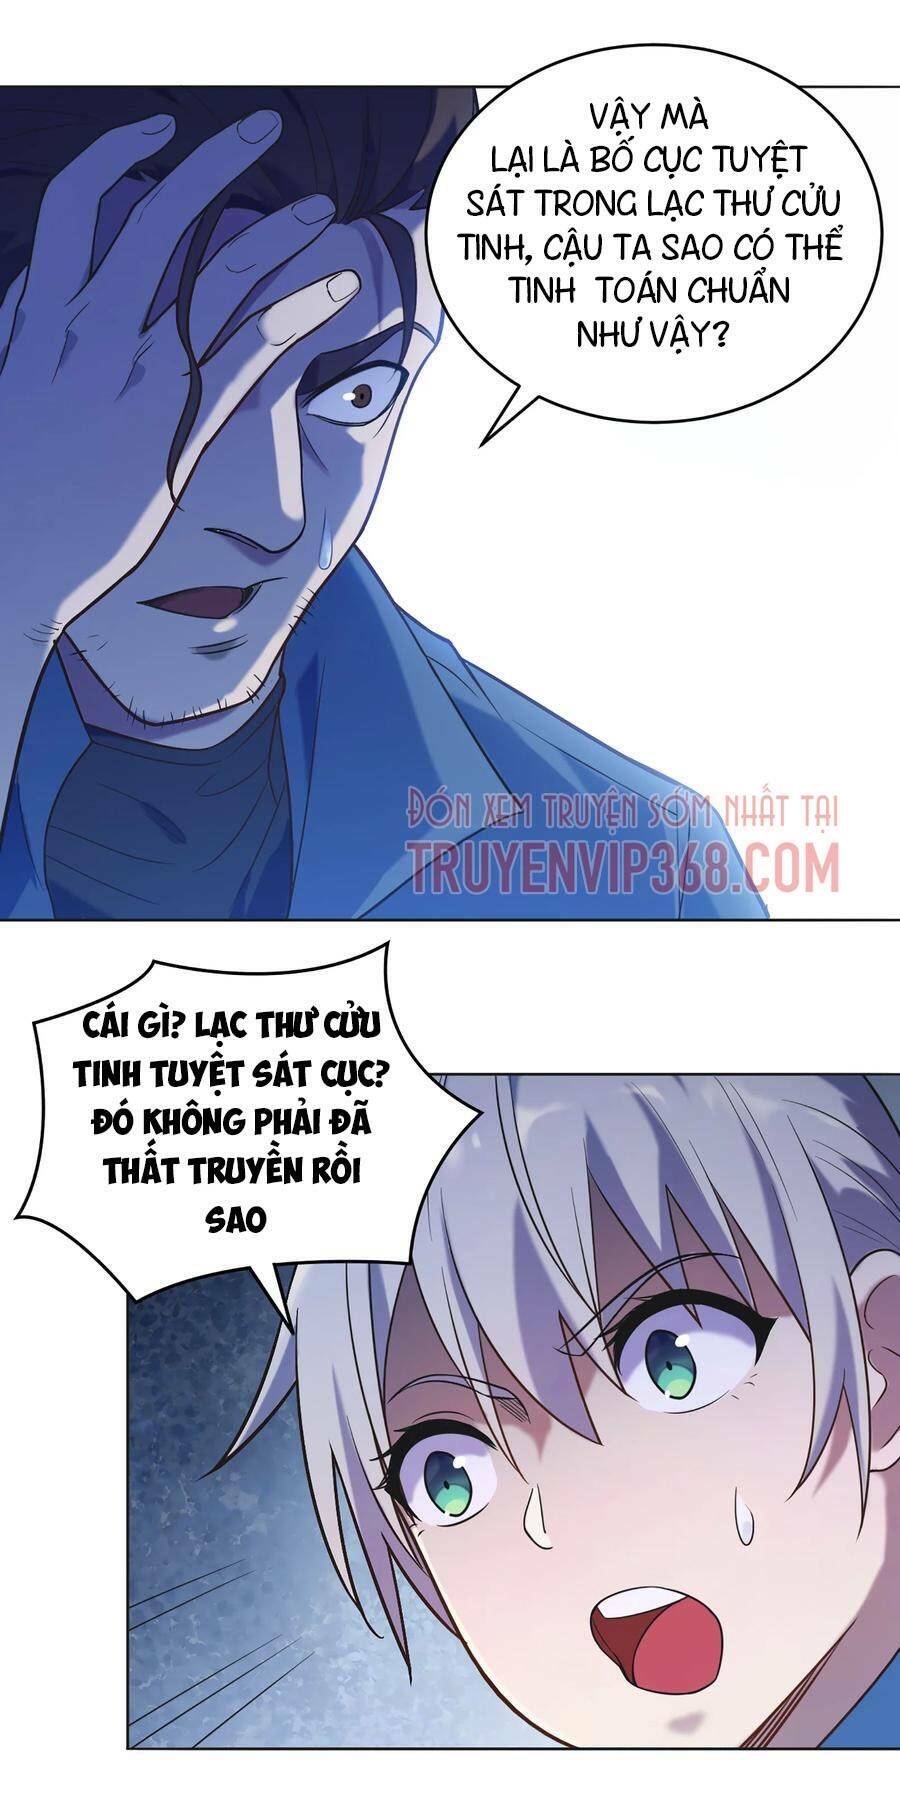 VẬY MÀ
LẠI LÀ BỐ CỤC TUYỆT
SÁT TRONG LẠC THƯ CỬU
TINH, CẬU TA SAO CÓ THỂ
TINH TOÁN CHUẨN
NHƯ VẬY?
ĐÓN XEM TRUYỆN SỚM NHẤT TẠI
TRUYENVIP368.COM
CÁI GÌ? LẠC THƯ CỬU
TINH TUYỆT SÁT CỤC?
ĐÓ KHÔNG PHẢI ĐÃ
THẤT TRUYỀN RỒI
SAO